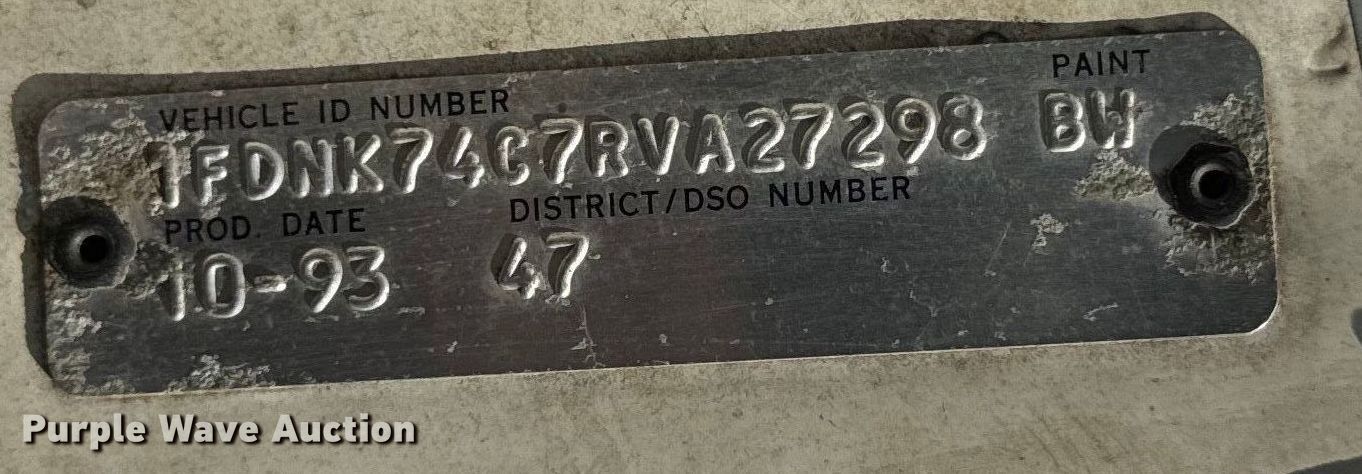 VEHICLE ID NUMBER PAINT
1FDNK74C7RVA27298 BW
PROD. DATE DISTRICT/DSO NUMBER
10-93 47
Purple Wave Auction